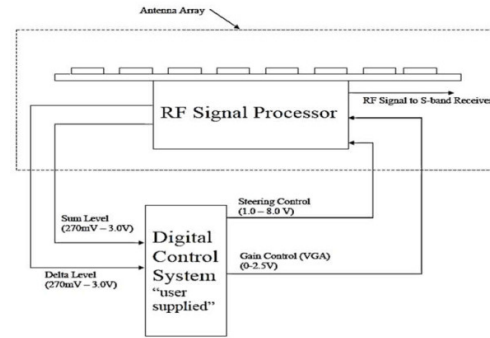 Antenna Array
RF Signal Processor
RF Signal to S-band Receiver
Steering Control
(1.0 – 8.0 V)
Sum Level
(270mV – 3.0V)
Digital
Control
System
“user
supplied”
Gain Control (VGA)
(0-2.5V)
Delta Level
(270mV – 3.0V)